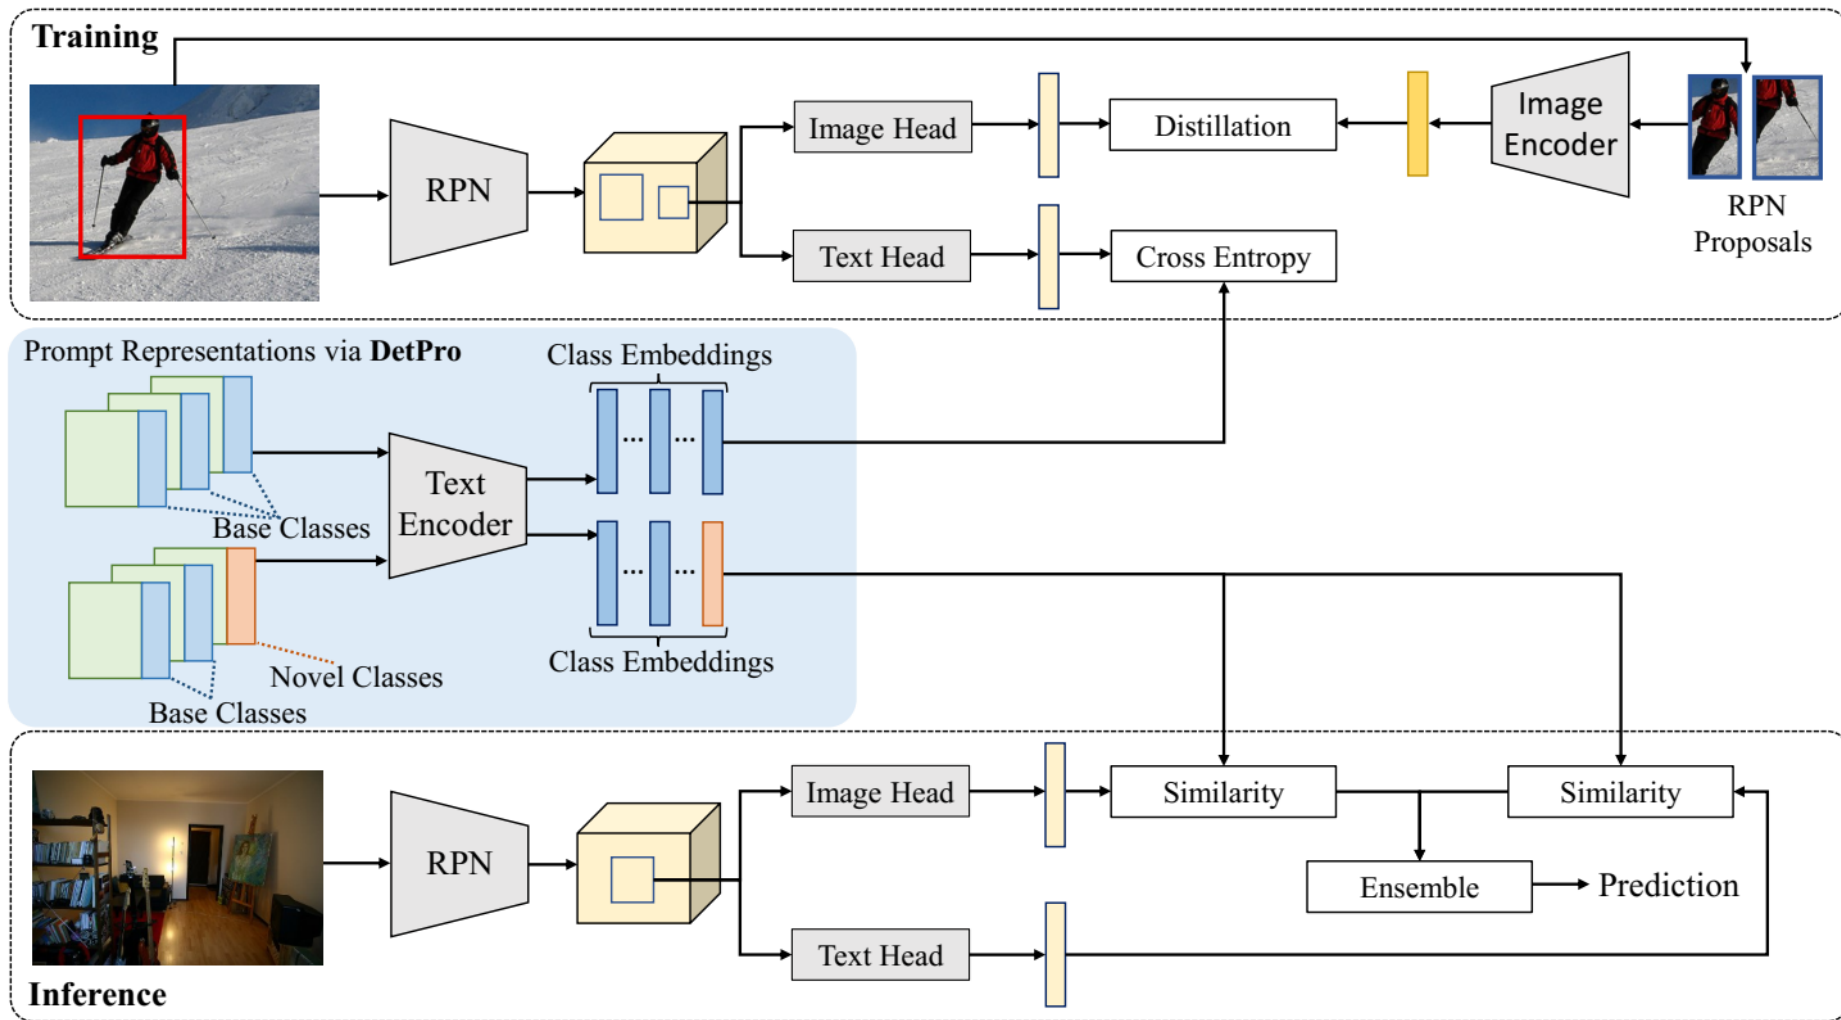 Training
Image Head
Distillation
Image
Encoder
RPN
RPN
Proposals
Text Head
Cross Entropy
Prompt Representations via DetPro
Class Embeddings
Text
Encoder
Base Classes
Novel Classes
Class Embeddings
Base Classes
Image Head
Similarity
Similarity
RPN
Ensemble
Prediction
Text Head
Inference